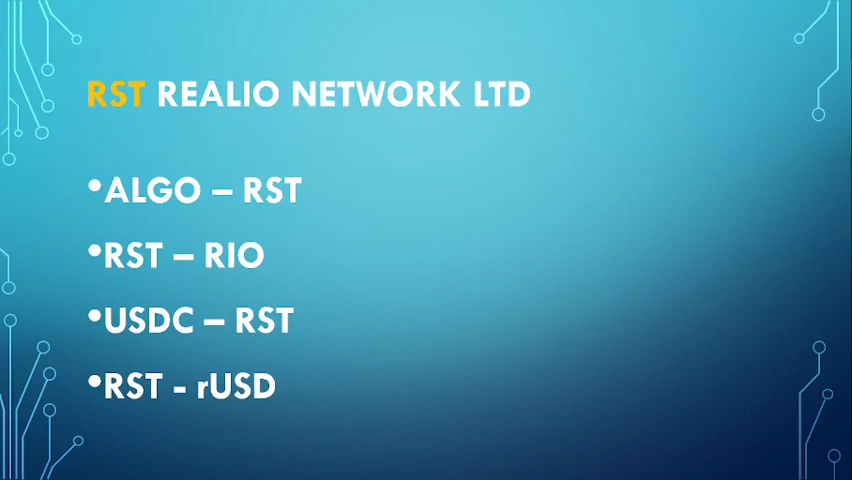 RST REALIO NETWORK LTD
•ALGO – RST
•RST – RIO
•USDC – RST
•RST - rUSD